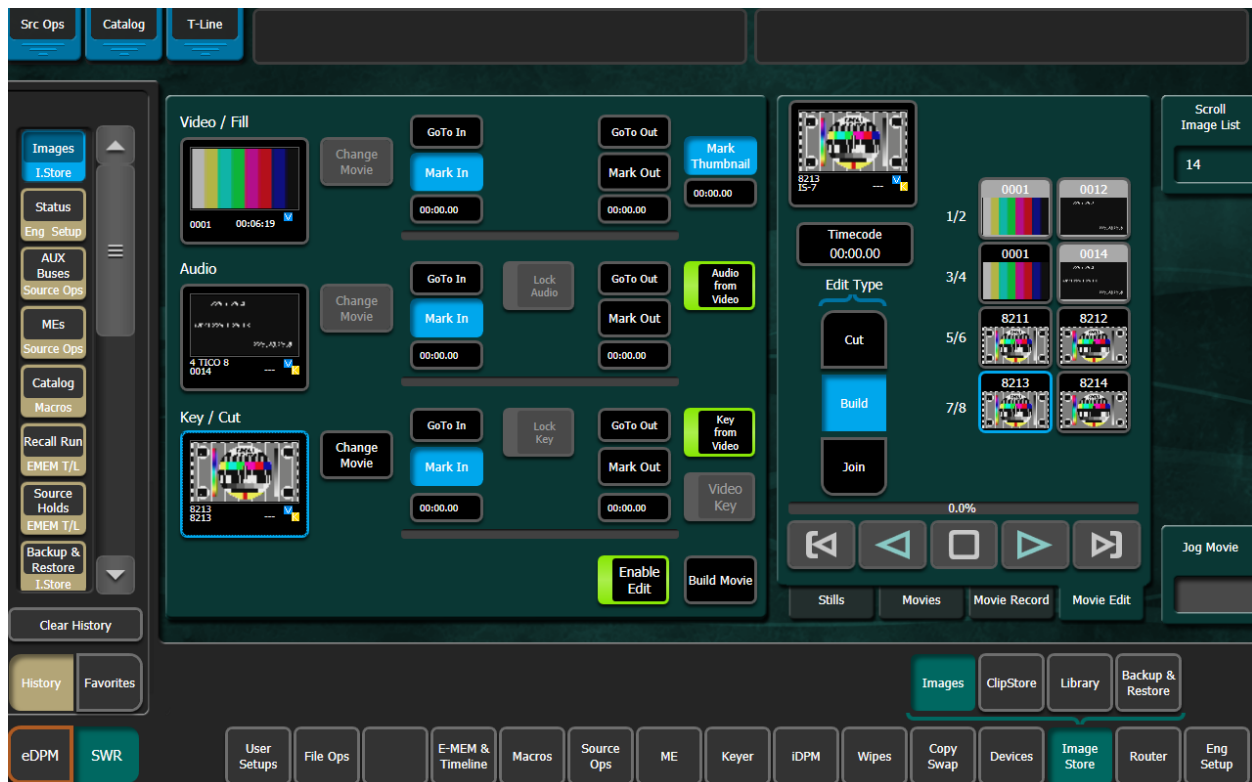 Src Ops
Catalog
T-Line
Images
I.Store
Status
Eng Setup
AUX
Buses
Source Ops
MEs
Source Ops
Catalog
Macros
Recall Run
EMEM T/L
Source
Holds
EMEM T/L
Backup &
Restore
I.Store
Clear History
History
Favorites
eDPM
SWR
Video / Fill
0001 00:06:19 V
Change
Movie
GoTo In
Mark In
00:00.00
GoTo Out
Mark Out
00:00.00
Mark
Thumbnail
00:00.00
Audio
4 TICO 8
0014 --- V K
Change
Movie
GoTo In
Mark In
00:00.00
Lock
Audio
GoTo Out
Mark Out
00:00.00
Audio
from
Video
Key / Cut
8213
8213 --- V K
Change
Movie
GoTo In
Mark In
00:00.00
Lock
Key
GoTo Out
Mark Out
00:00.00
Key
from
Video
Video
Key
Enable
Edit
Build Movie
8213
IS-7 --- V K
Timecode
00:00.00
Edit Type
Cut
Build
Join
1/2
0001
0012
3/4
0001
0014
5/6
8211
8212
7/8
8213
8214
0.0%
Stills
Movies
Movie Record
Movie Edit
Scroll
Image List
14
Jog Movie
Images
ClipStore
Library
Backup &
Restore
User
Setups
File Ops
E-MEM &
Timeline
Macros
Source
Ops
ME
Keyer
iDPM
Wipes
Copy
Swap
Devices
Image
Store
Router
Eng
Setup